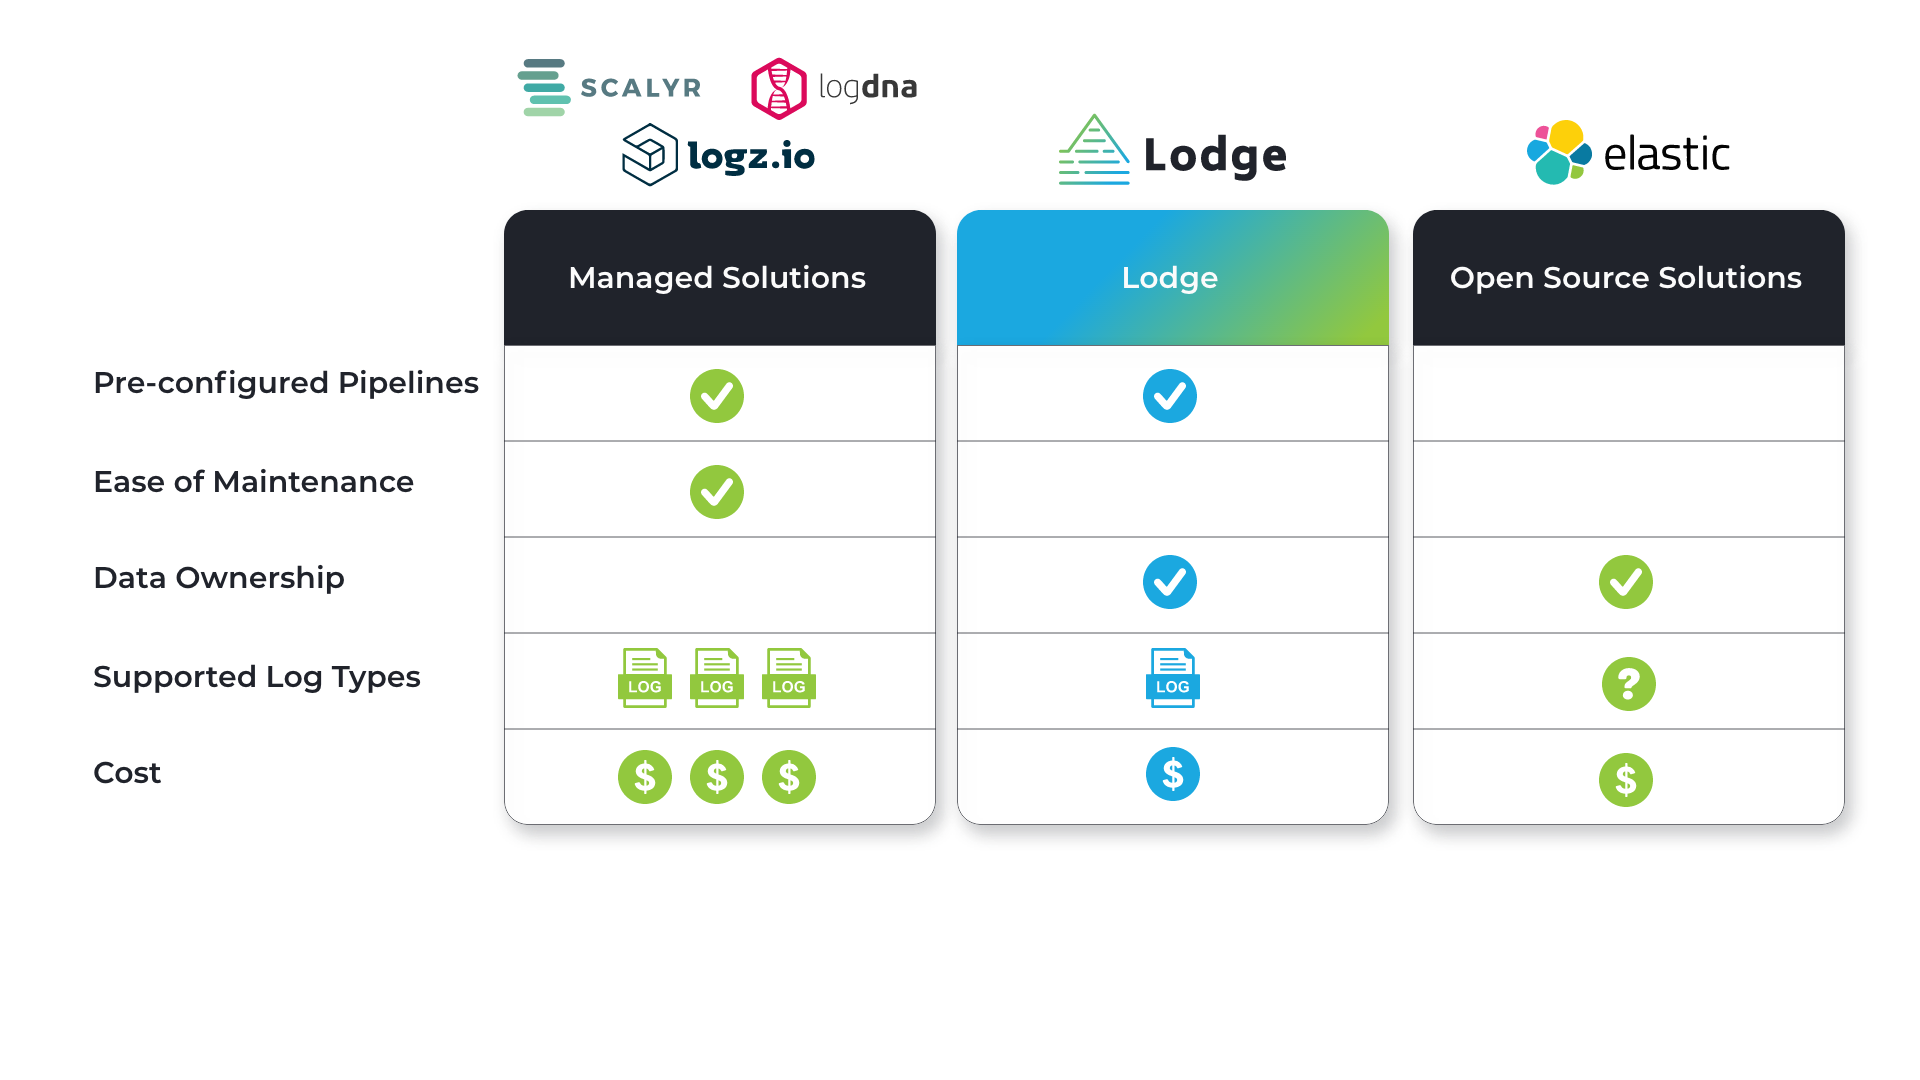 SCALYR
logdna
logz.io
Lodge
elastic
Managed Solutions
Lodge
Open Source Solutions
Pre-configured Pipelines
Ease of Maintenance
Data Ownership
Supported Log Types
LOG LOG LOG
LOG
?
Cost
$ $ $
$
$